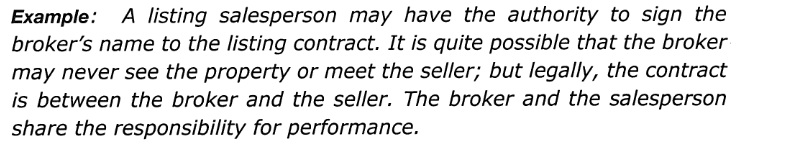 Example: A listing salesperson may have the authority to sign the
broker's name to the listing contract. It is quite possible that the broker
may never see the property or meet the seller; but legally, the contract
is between the broker and the seller. The broker and the salesperson
share the responsibility for performance.